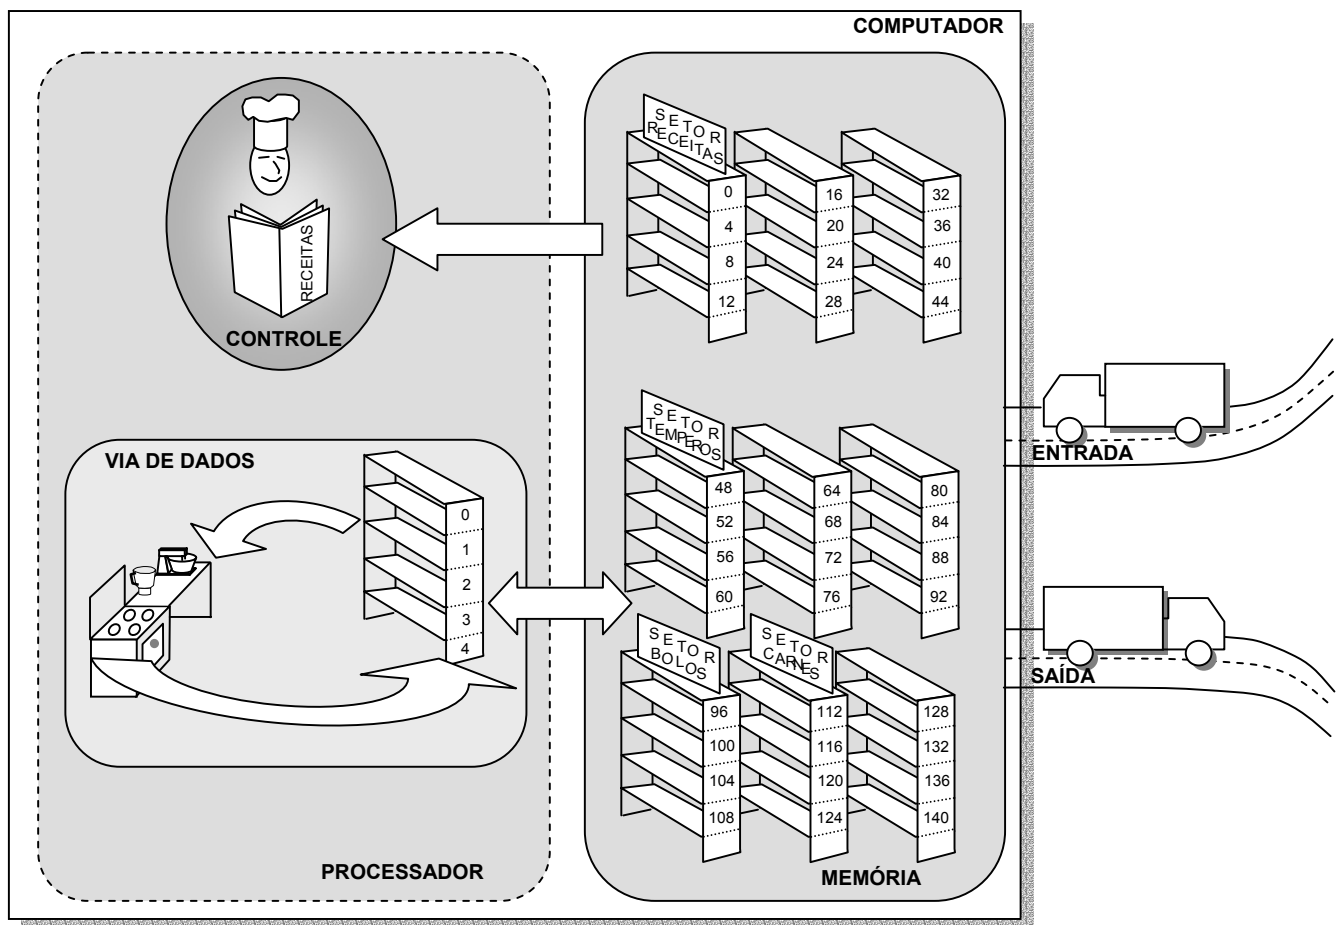 COMPUTADOR
SETOR
RECEITAS
0
16
32
4
20
36
8
24
40
12
28
44
RECEITAS
CONTROLE
SETOR
TEMPEROS
48
64
80
52
68
84
56
72
88
60
76
92
ENTRADA
VIA DE DADOS
0
1
2
3
4
SETOR
BOLOS
SETOR
CARNES
96
112
128
100
116
132
104
120
136
108
124
140
SAÍDA
PROCESSADOR
MEMÓRIA